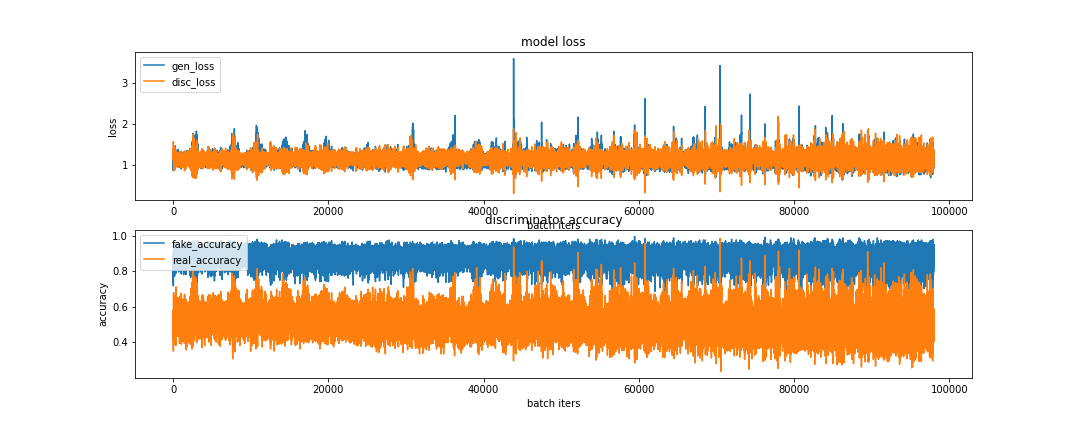 model loss
gen_loss
disc_loss
3
2
1
loss
0
20000
40000
60000
80000
100000
batch iters
discriminator accuracy
fake_accuracy
real_accuracy
1.0
0.8
0.6
0.4
accuracy
0
20000
40000
60000
80000
100000
batch iters